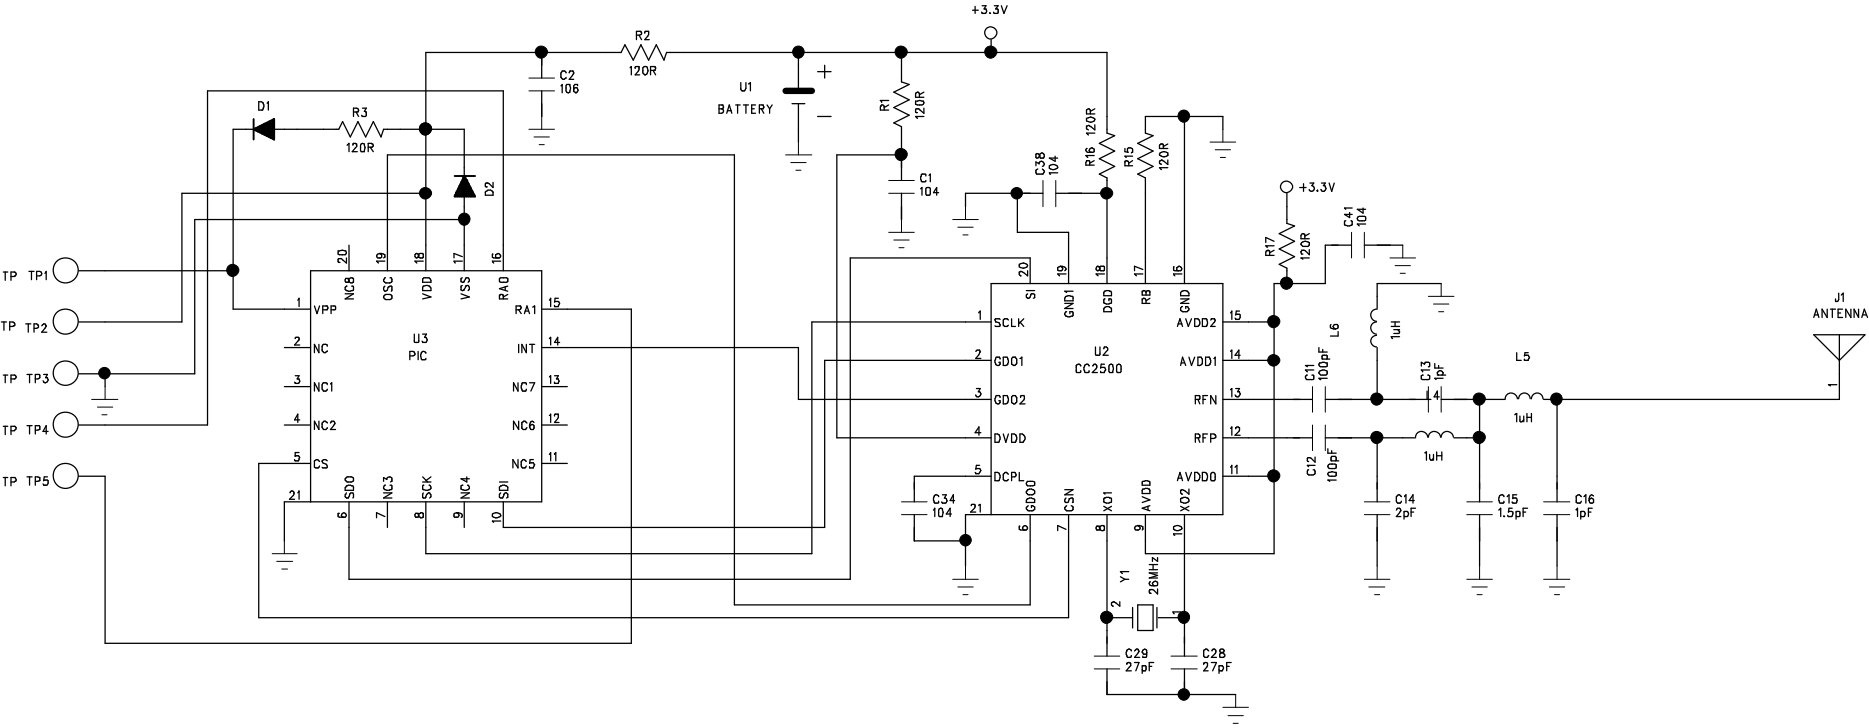 +3.3V
R2
120R
C2
106
U1
BATTERY
+
−
R1
120R
C1
104
D1
R3
120R
D2
R16
120R
R15
120R
C38
104
+3.3V
R17
120R
C41
104
TP TP1
TP TP2
TP TP3
TP TP4
TP TP5
20 19 18 17 16
NC8 OSC VDD VSS RA0
1 VPP
2 NC
3 NC1
4 NC2
5 CS
21
U3
PIC
RA1 15
INT 14
NC7 13
NC6 12
NC5 11
SDO NC3 SCK NC4 SDI
6 7 8 9 10
20 19 18 17 16
SI GND1 DGD RB GND
1 SCLK
2 GDO1
3 GDO2
4 DVDD
5 DCPL
21
U2
CC2500
AVDD2 15
AVDD1 14
RFN 13
RFP 12
AVDD0 11
GDO0 CSN XO1 AVDD XO2
6 7 8 9 10
C34
104
Y1
26MHz
2
1
C29
27pF
C28
27pF
L6
1uH
C11
100pF
C12
100pF
C13
1pF
L4
1uH
L5
1uH
C14
2pF
C15
1.5pF
C16
1pF
J1
ANTENNA
1